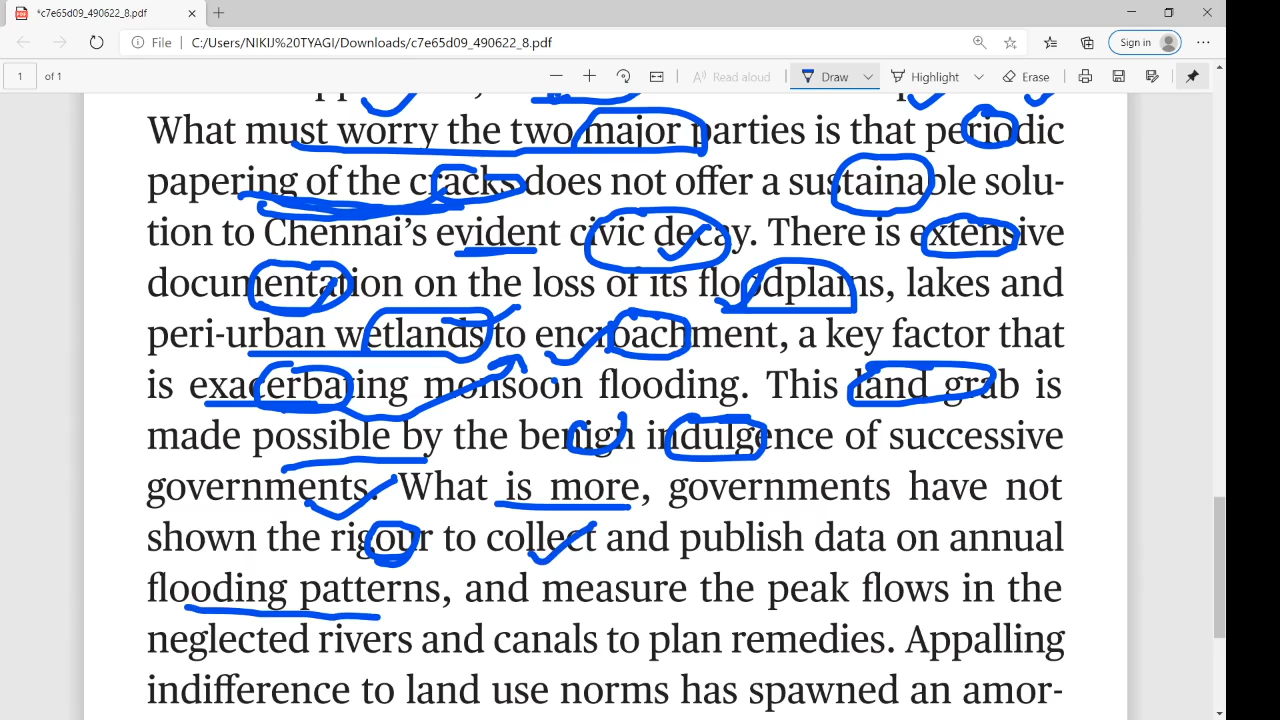 *c7e65d09_490622_8.pdf
File C:/Users/NIKIJ%20TYAGI/Downloads/c7e65d09_490622_8.pdf Sign in
1 of 1 Read aloud Draw Highlight Erase
What must worry the two major parties is that periodic
papering of the cracks does not offer a sustainable solu-
tion to Chennai's evident civic decay. There is extensive
documentation on the loss of its floodplains, lakes and
peri-urban wetlands to encroachment, a key factor that
is exacerbating monsoon flooding. This land grab is
made possible by the benign indulgence of successive
governments. What is more, governments have not
shown the rigour to collect and publish data on annual
flooding patterns, and measure the peak flows in the
neglected rivers and canals to plan remedies. Appalling
indifference to land use norms has spawned an amor-